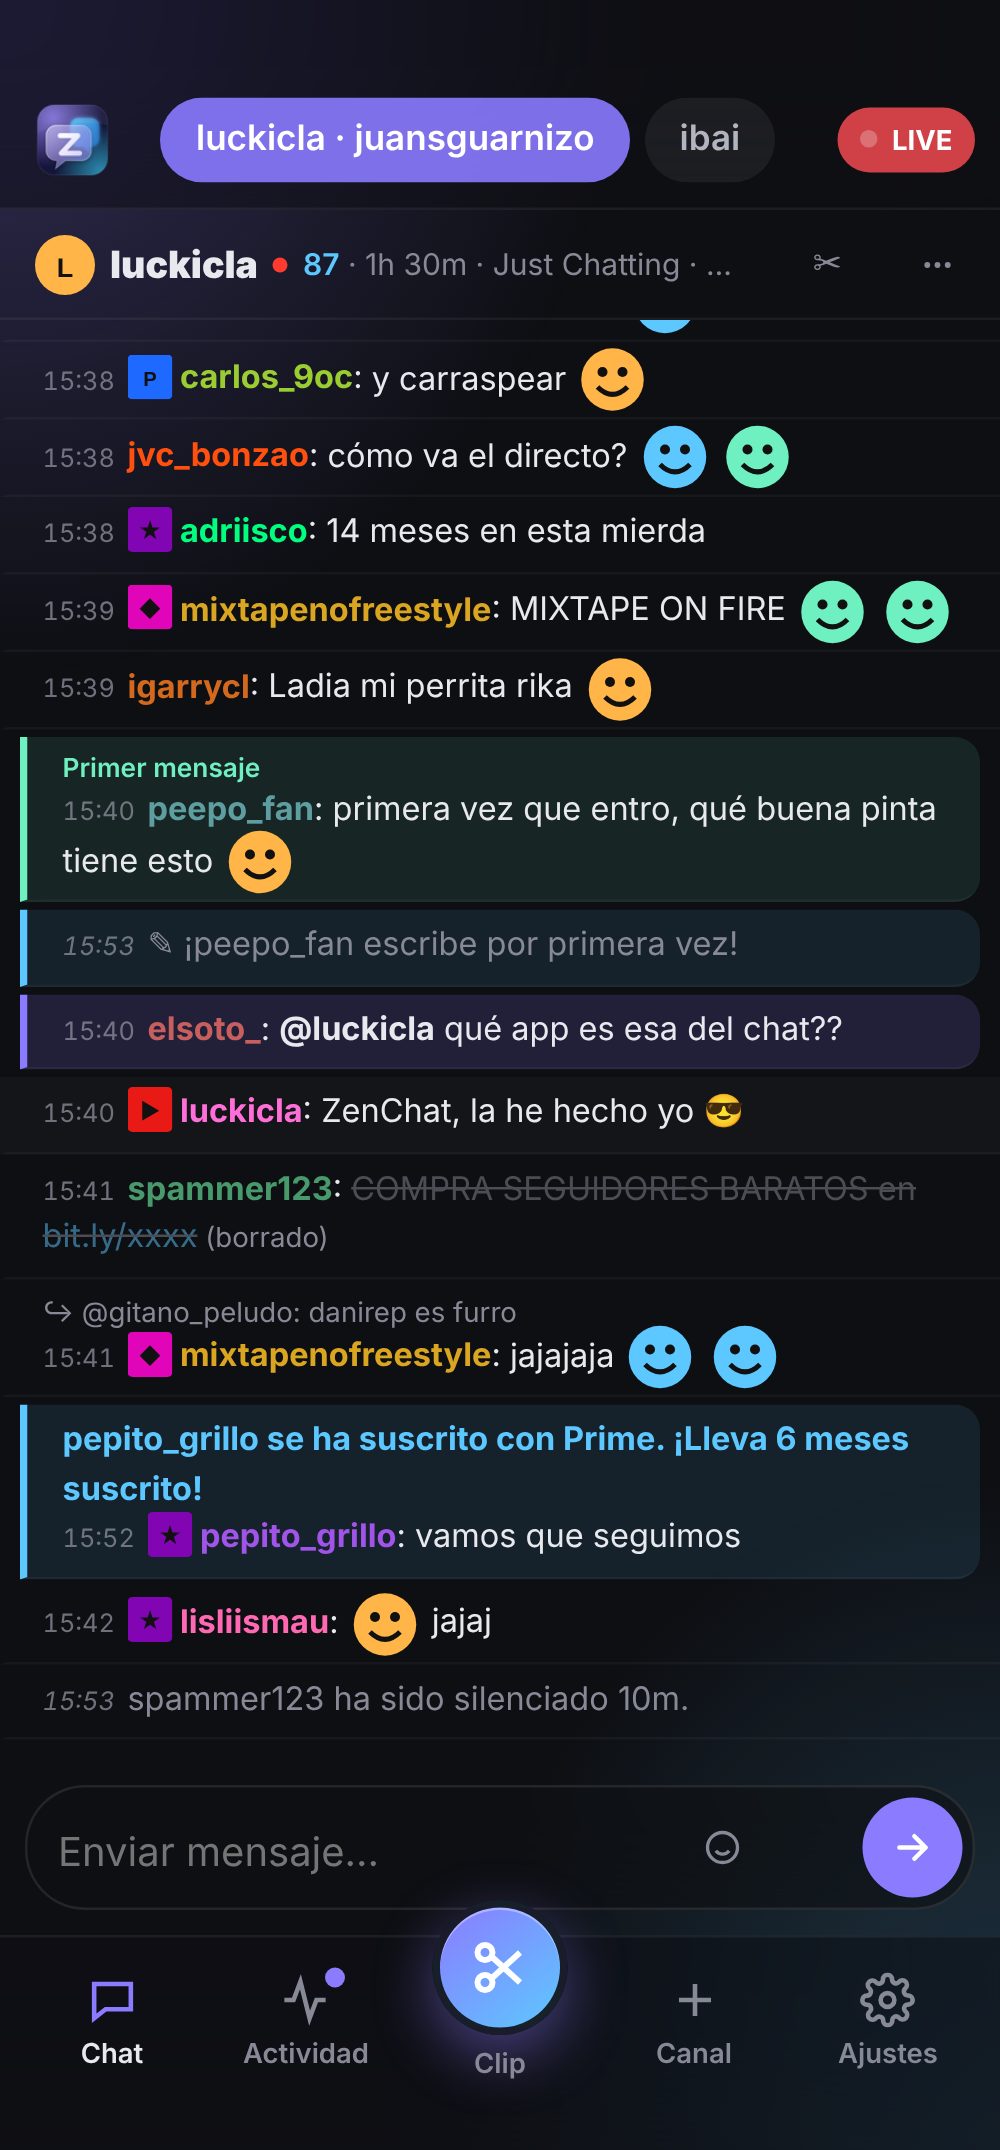 Z
luckicla · juansguarnizo
ibai
LIVE
L luckicla 87 · 1h 30m · Just Chatting · ...
15:38 P carlos_9oc: y carraspear
15:38 jvc_bonzao: cómo va el directo?
15:38 adriisco: 14 meses en esta mierda
15:39 mixtapenofreestyle: MIXTAPE ON FIRE
15:39 igarrycl: Ladia mi perrita rika
Primer mensaje
15:40 peepo_fan: primera vez que entro, qué buena pinta
tiene esto
15:53 ✎ ¡peepo_fan escribe por primera vez!
15:40 elsoto_: @luckicla qué app es esa del chat??
15:40 luckicla: ZenChat, la he hecho yo 😎
15:41 spammer123: COMPRA SEGUIDORES BARATOS en
bit.ly/xxxx (borrado)
↪ @gitano_peludo: danirep es furro
15:41 mixtapenofreestyle: jajajaja
pepito_grillo se ha suscrito con Prime. ¡Lleva 6 meses
suscrito!
15:52 pepito_grillo: vamos que seguimos
15:42 lisliismau: jajaj
15:53 spammer123 ha sido silenciado 10m.
Enviar mensaje...
Chat
Actividad
Clip
Canal
Ajustes